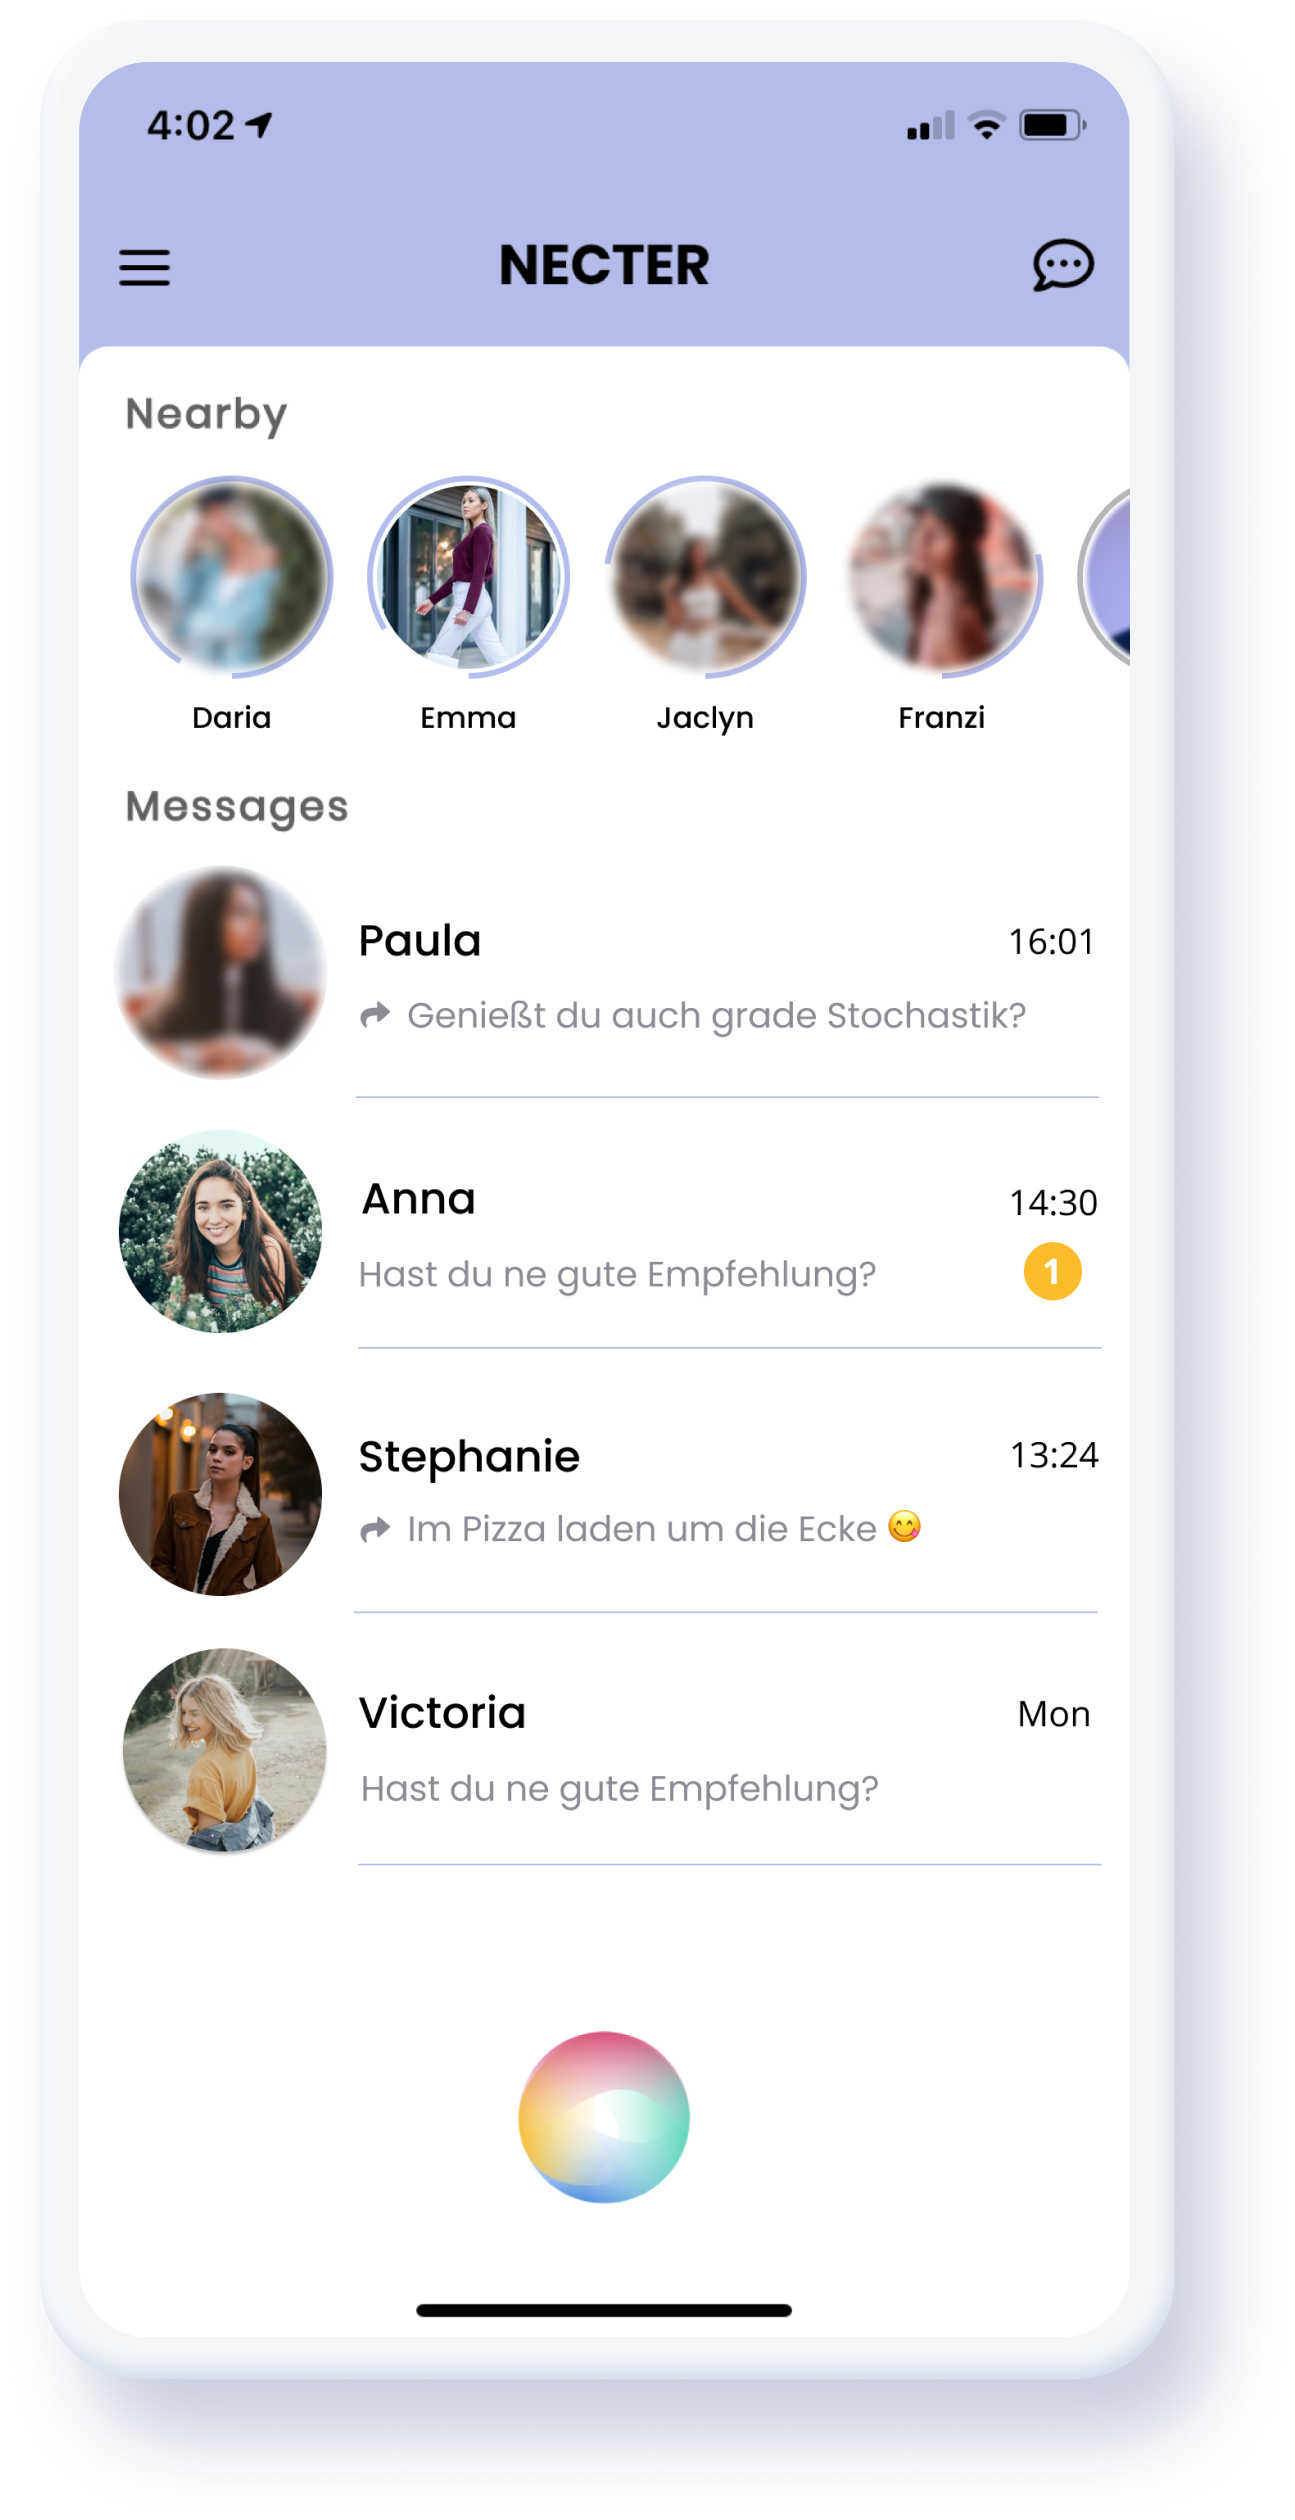 4:02
NECTER
Nearby
Daria
Emma
Jaclyn
Franzi
Messages
Paula
16:01
Genießt du auch grade Stochastik?
Anna
14:30
Hast du ne gute Empfehlung?
1
Stephanie
13:24
Im Pizza laden um die Ecke 😋
Victoria
Mon
Hast du ne gute Empfehlung?